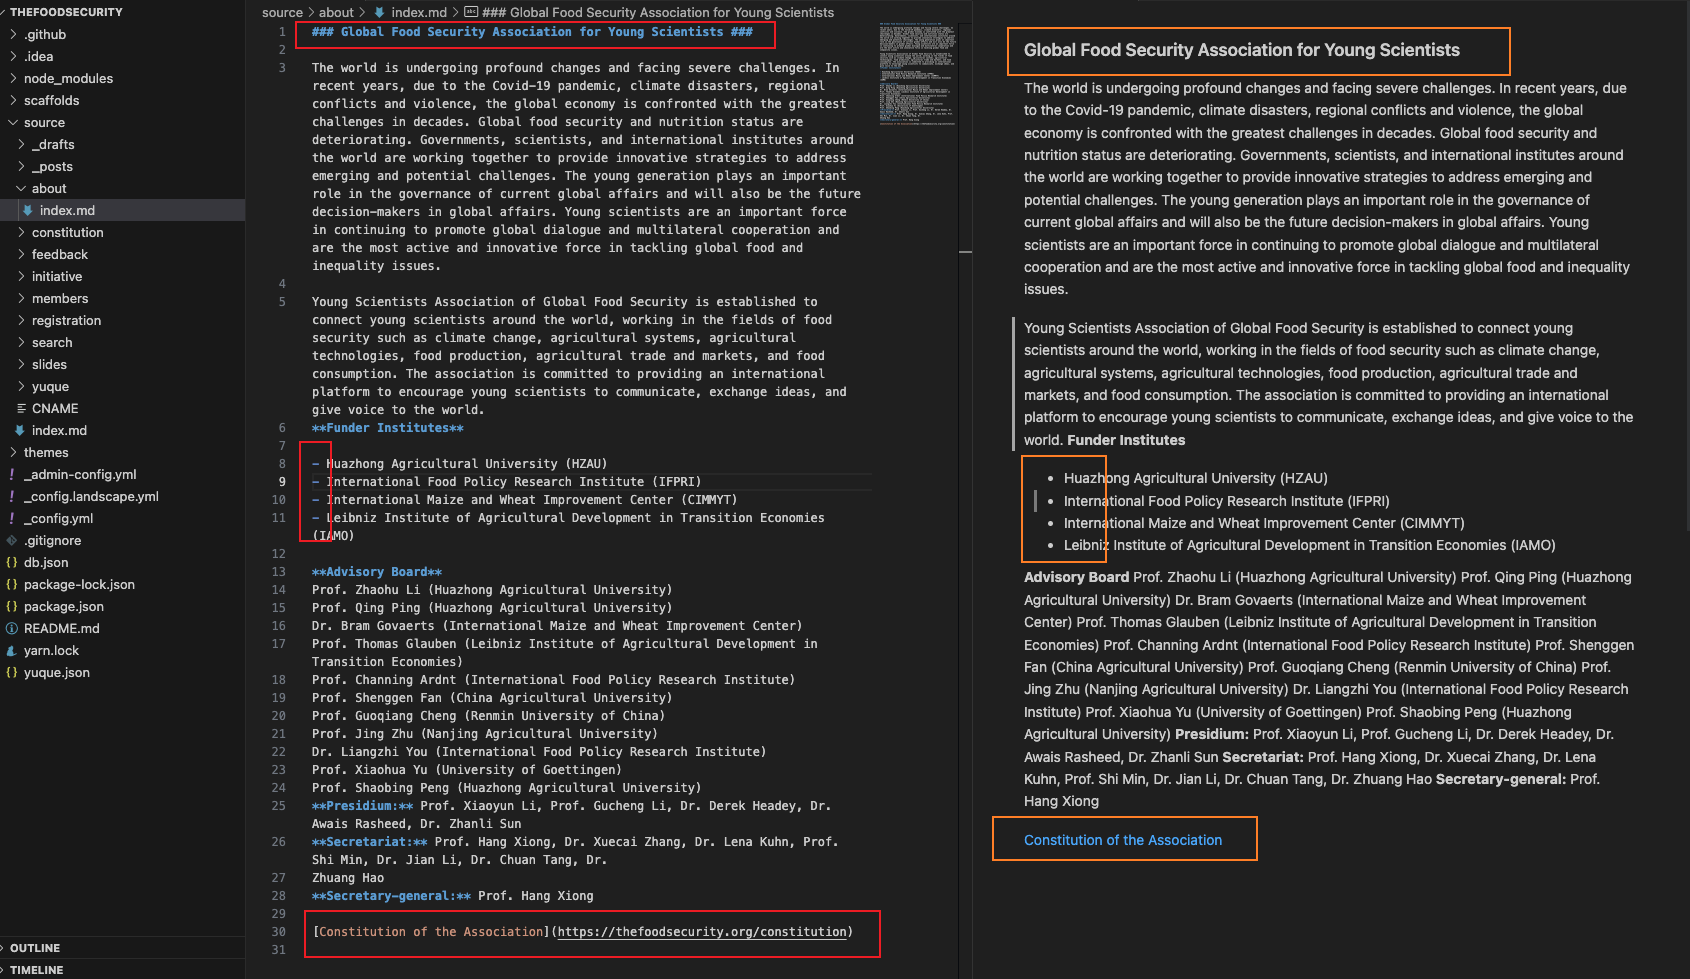 THEFOODSECURITY
.github
.idea
node_modules
scaffolds
source
_drafts
_posts
about
index.md
constitution
feedback
initiative
members
registration
search
slides
yuque
CNAME
index.md
themes
_admin-config.yml
_config.landscape.yml
_config.yml
.gitignore
db.json
package-lock.json
package.json
README.md
yarn.lock
yuque.json
OUTLINE
TIMELINE
source > about > index.md > abc ### Global Food Security Association for Young Scientists
1 ### Global Food Security Association for Young Scientists ###
2
3 The world is undergoing profound changes and facing severe challenges. In
recent years, due to the Covid-19 pandemic, climate disasters, regional
conflicts and violence, the global economy is confronted with the greatest
challenges in decades. Global food security and nutrition status are
deteriorating. Governments, scientists, and international institutes around
the world are working together to provide innovative strategies to address
emerging and potential challenges. The young generation plays an important
role in the governance of current global affairs and will also be the future
decision-makers in global affairs. Young scientists are an important force
in continuing to promote global dialogue and multilateral cooperation and
are the most active and innovative force in tackling global food and
inequality issues.
4
5 Young Scientists Association of Global Food Security is established to
connect young scientists around the world, working in the fields of food
security such as climate change, agricultural systems, agricultural
technologies, food production, agricultural trade and markets, and food
consumption. The association is committed to providing an international
platform to encourage young scientists to communicate, exchange ideas, and
give voice to the world.
6 **Funder Institutes**
7
8 - Huazhong Agricultural University (HZAU)
9 - International Food Policy Research Institute (IFPRI)
10 - International Maize and Wheat Improvement Center (CIMMYT)
11 - Leibniz Institute of Agricultural Development in Transition Economies
(IAMO)
12
13 **Advisory Board**
14 Prof. Zhaohu Li (Huazhong Agricultural University)
15 Prof. Qing Ping (Huazhong Agricultural University)
16 Dr. Bram Govaerts (International Maize and Wheat Improvement Center)
17 Prof. Thomas Glauben (Leibniz Institute of Agricultural Development in
Transition Economies)
18 Prof. Channing Ardnt (International Food Policy Research Institute)
19 Prof. Shenggen Fan (China Agricultural University)
20 Prof. Guoqiang Cheng (Renmin University of China)
21 Prof. Jing Zhu (Nanjing Agricultural University)
22 Dr. Liangzhi You (International Food Policy Research Institute)
23 Prof. Xiaohua Yu (University of Goettingen)
24 Prof. Shaobing Peng (Huazhong Agricultural University)
25 **Presidium:** Prof. Xiaoyun Li, Prof. Gucheng Li, Dr. Derek Headey, Dr.
Awais Rasheed, Dr. Zhanli Sun
26 **Secretariat:** Prof. Hang Xiong, Dr. Xuecai Zhang, Dr. Lena Kuhn, Prof.
Shi Min, Dr. Jian Li, Dr. Chuan Tang, Dr.
27 Zhuang Hao
28 **Secretary-general:** Prof. Hang Xiong
29
30 [Constitution of the Association](https://thefoodsecurity.org/constitution)
31
Global Food Security Association for Young Scientists
The world is undergoing profound changes and facing severe challenges. In recent years, due
to the Covid-19 pandemic, climate disasters, regional conflicts and violence, the global
economy is confronted with the greatest challenges in decades. Global food security and
nutrition status are deteriorating. Governments, scientists, and international institutes around
the world are working together to provide innovative strategies to address emerging and
potential challenges. The young generation plays an important role in the governance of
current global affairs and will also be the future decision-makers in global affairs. Young
scientists are an important force in continuing to promote global dialogue and multilateral
cooperation and are the most active and innovative force in tackling global food and inequality
issues.
Young Scientists Association of Global Food Security is established to connect young
scientists around the world, working in the fields of food security such as climate change,
agricultural systems, agricultural technologies, food production, agricultural trade and
markets, and food consumption. The association is committed to providing an international
platform to encourage young scientists to communicate, exchange ideas, and give voice to the
world. Funder Institutes
• Huazhong Agricultural University (HZAU)
• International Food Policy Research Institute (IFPRI)
• International Maize and Wheat Improvement Center (CIMMYT)
• Leibniz Institute of Agricultural Development in Transition Economies (IAMO)
Advisory Board Prof. Zhaohu Li (Huazhong Agricultural University) Prof. Qing Ping (Huazhong
Agricultural University) Dr. Bram Govaerts (International Maize and Wheat Improvement
Center) Prof. Thomas Glauben (Leibniz Institute of Agricultural Development in Transition
Economies) Prof. Channing Ardnt (International Food Policy Research Institute) Prof. Shenggen
Fan (China Agricultural University) Prof. Guoqiang Cheng (Renmin University of China) Prof.
Jing Zhu (Nanjing Agricultural University) Dr. Liangzhi You (International Food Policy Research
Institute) Prof. Xiaohua Yu (University of Goettingen) Prof. Shaobing Peng (Huazhong
Agricultural University) Presidium: Prof. Xiaoyun Li, Prof. Gucheng Li, Dr. Derek Headey, Dr.
Awais Rasheed, Dr. Zhanli Sun Secretariat: Prof. Hang Xiong, Dr. Xuecai Zhang, Dr. Lena
Kuhn, Prof. Shi Min, Dr. Jian Li, Dr. Chuan Tang, Dr. Zhuang Hao Secretary-general: Prof.
Hang Xiong
Constitution of the Association